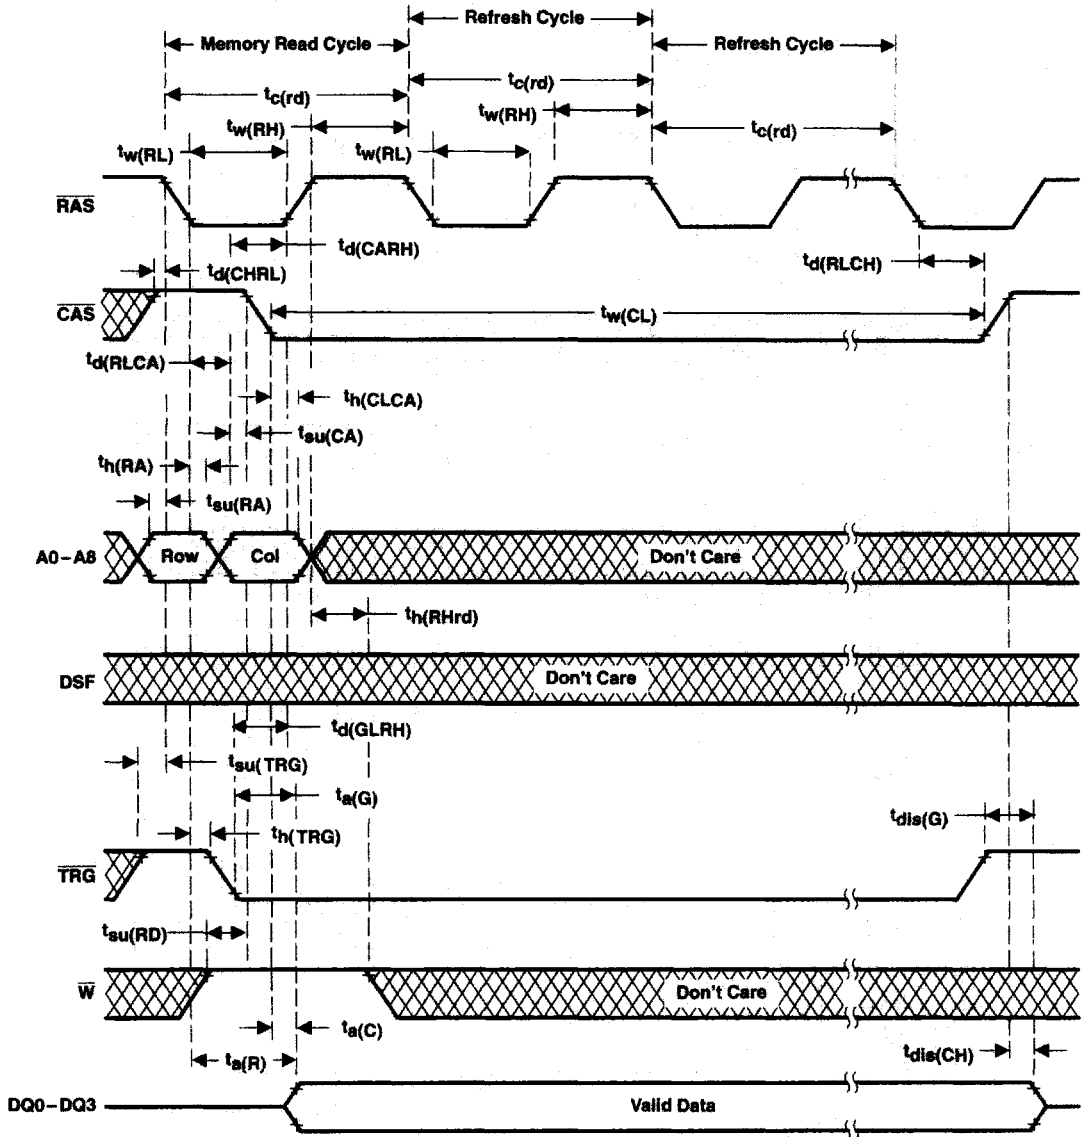 Refresh Cycle
Memory Read Cycle
Refresh Cycle
tc(rd)
tc(rd)
tw(RH)
tw(RH)
tc(rd)
tw(RL)
tw(RL)
RAS
td(CARH)
td(CHRL)
td(RLCH)
CAS
tw(CL)
td(RLCA)
th(CLCA)
tsu(CA)
th(RA)
tsu(RA)
A0–A8
Row
Col
Don't Care
th(RHrd)
DSF
Don't Care
td(GLRH)
tsu(TRG)
ta(G)
tdis(G)
th(TRG)
TRG
tsu(RD)
W
Don't Care
ta(C)
tdis(CH)
ta(R)
DQ0–DQ3
Valid Data